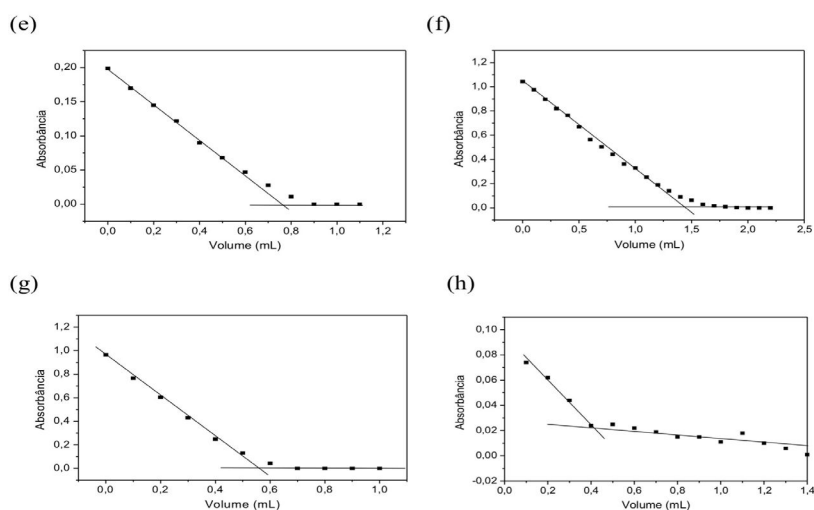 (e)
(f)
0,20
0,15
0,10
0,05
0,00
Absorbância
0,0 0,2 0,4 0,6 0,8 1,0 1,2
Volume (mL)
1,2
1,0
0,8
0,6
0,4
0,2
0,0
Absorbância
0,0 0,5 1,0 1,5 2,0 2,5
Volume (mL)
(g)
(h)
1,2
1,0
0,8
0,6
0,4
0,2
0,0
Absorbância
0,0 0,2 0,4 0,6 0,8 1,0
Volume (mL)
0,10
0,08
0,06
0,04
0,02
0,00
-0,02
Absorbância
0,0 0,2 0,4 0,6 0,8 1,0 1,2 1,4
Volume (mL)